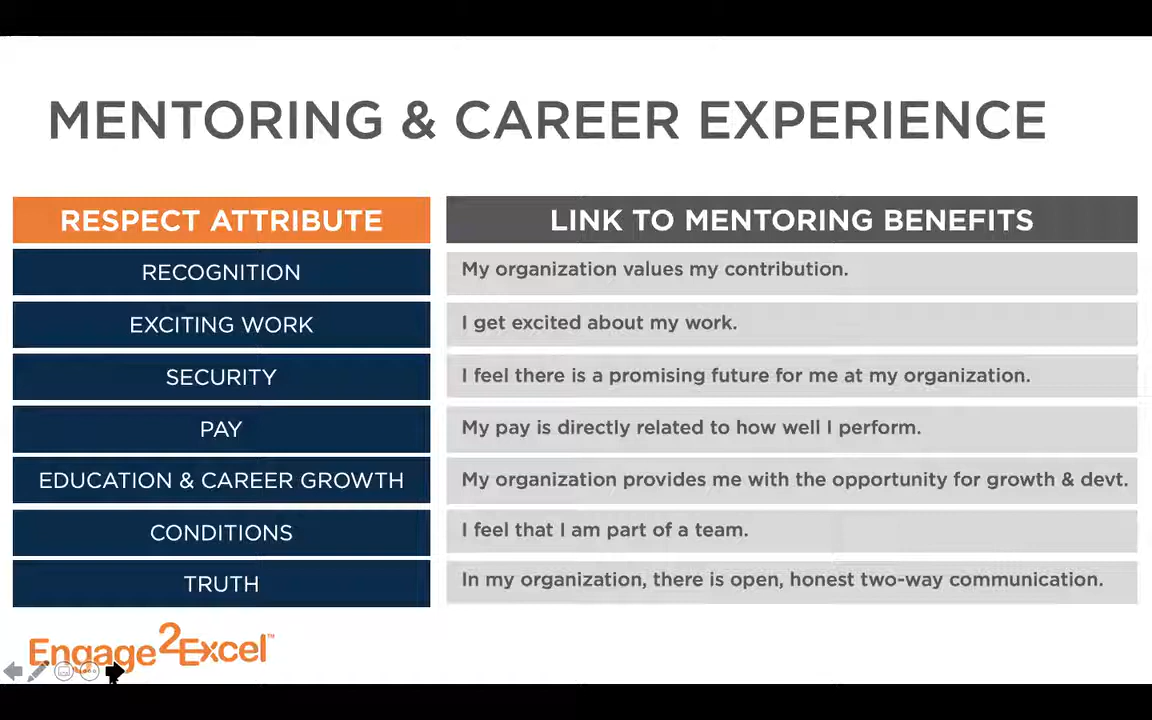 MENTORING & CAREER EXPERIENCE
RESPECT ATTRIBUTE
LINK TO MENTORING BENEFITS
RECOGNITION
My organization values my contribution.
EXCITING WORK
I get excited about my work.
SECURITY
I feel there is a promising future for me at my organization.
PAY
My pay is directly related to how well I perform.
EDUCATION & CAREER GROWTH
My organization provides me with the opportunity for growth & devt.
CONDITIONS
I feel that I am part of a team.
TRUTH
In my organization, there is open, honest two-way communication.
Engage2Excel™